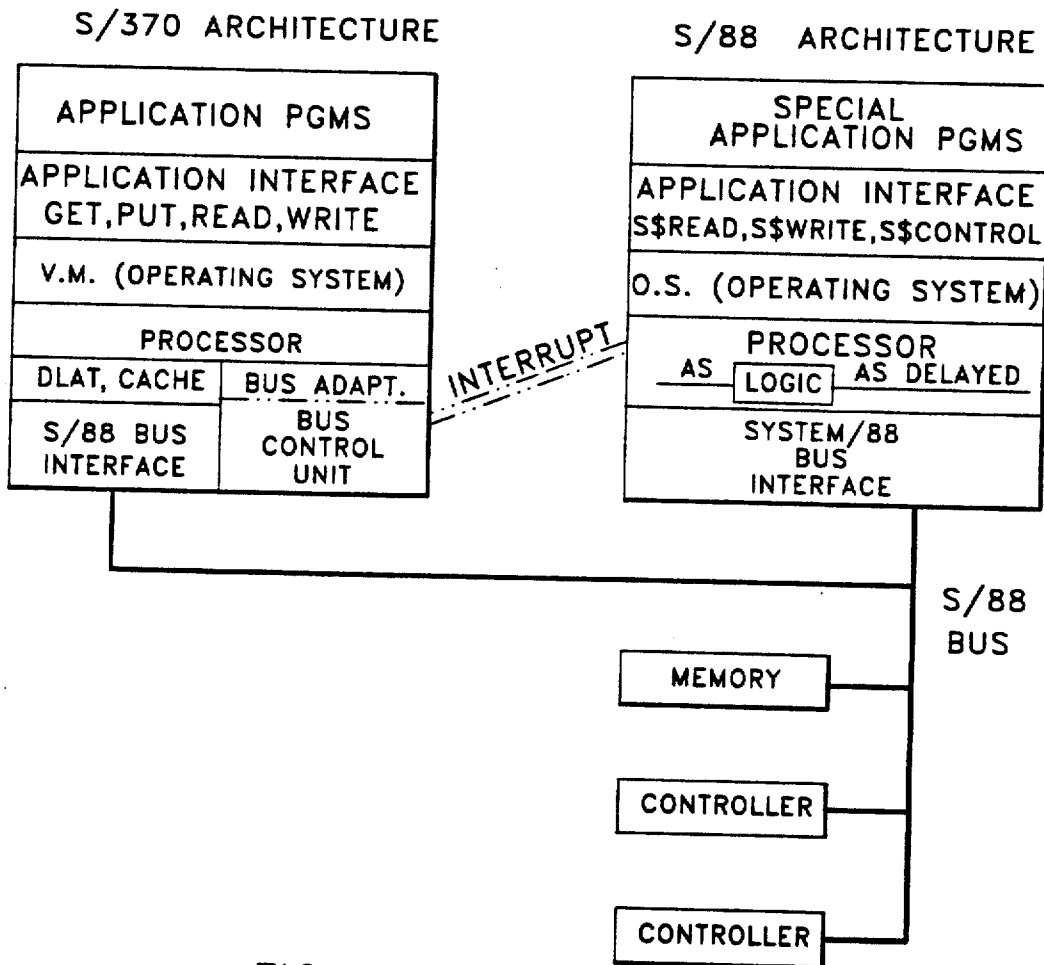 S/370 ARCHITECTURE
APPLICATION PGMS
APPLICATION INTERFACE
GET,PUT,READ,WRITE
V.M. (OPERATING SYSTEM)
PROCESSOR
DLAT, CACHE
BUS ADAPT.
S/88 BUS
INTERFACE
BUS
CONTROL
UNIT
INTERRUPT
S/88 ARCHITECTURE
SPECIAL
APPLICATION PGMS
APPLICATION INTERFACE
S$READ,S$WRITE,S$CONTROL
O.S. (OPERATING SYSTEM)
PROCESSOR
AS
LOGIC
AS DELAYED
SYSTEM/88
BUS
INTERFACE
S/88
BUS
MEMORY
CONTROLLER
CONTROLLER